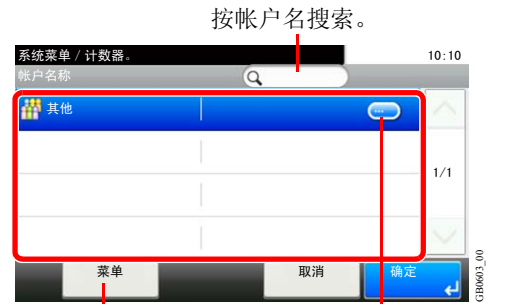 按帐户名搜索。
系统菜单 / 计数器。
10:10
帐户名称
其他
1/1
菜单
取消
确定
GB0603_00